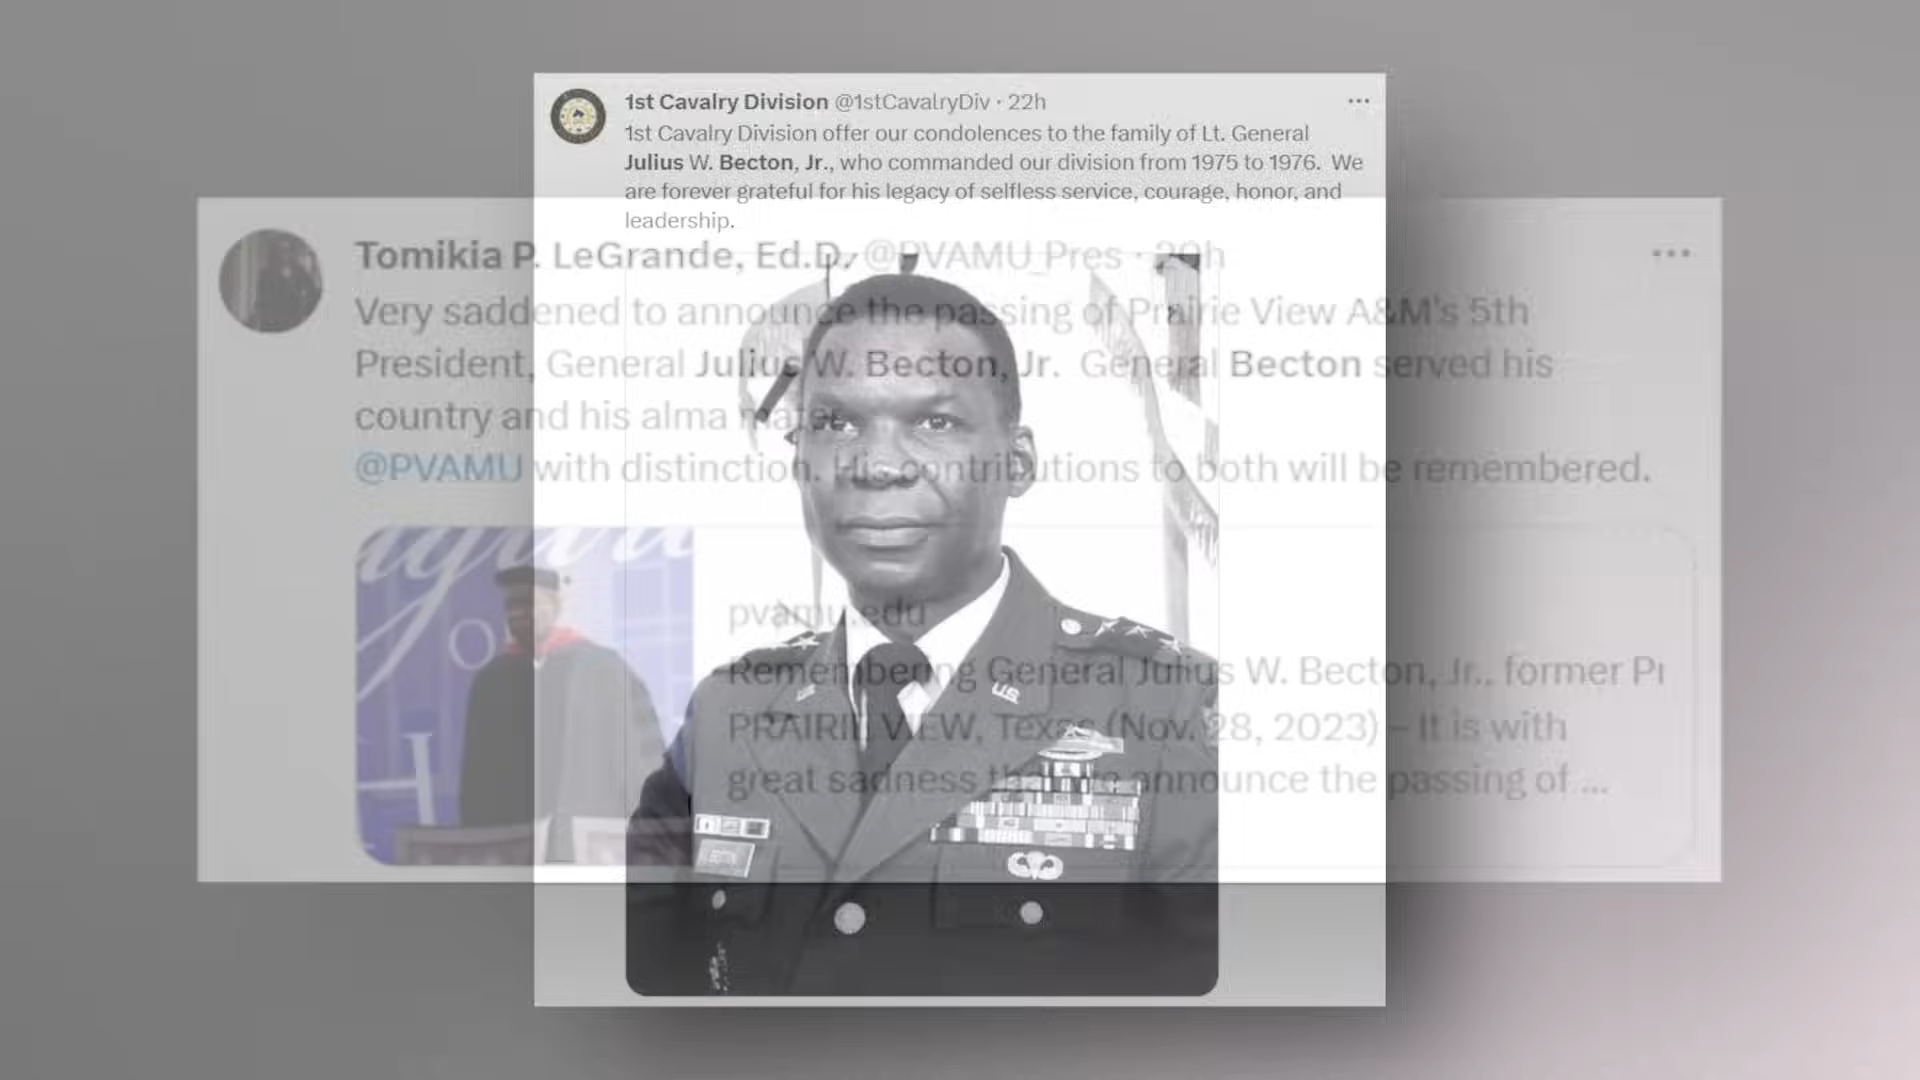 1st Cavalry Division @1stCavalryDiv · 22h
1st Cavalry Division offer our condolences to the family of Lt. General
Julius W. Becton, Jr., who commanded our division from 1975 to 1976. We
are forever grateful for his legacy of selfless service, courage, honor, and
leadership.
Tomikia P. LeGrande, Ed.D. @PVAMU_Pres · 20h
Very saddened to announce the passing of Prairie View A&M's 5th
President, General Julius W. Becton, Jr. General Becton served his
country and his alma mater
@PVAMU with distinction. His contributions to both will be remembered.
pvamu.edu
Remembering General Julius W. Becton, Jr., former Pr
PRAIRIE VIEW, Texas (Nov. 28, 2023) – It is with
great sadness that we announce the passing of ...
U.S.